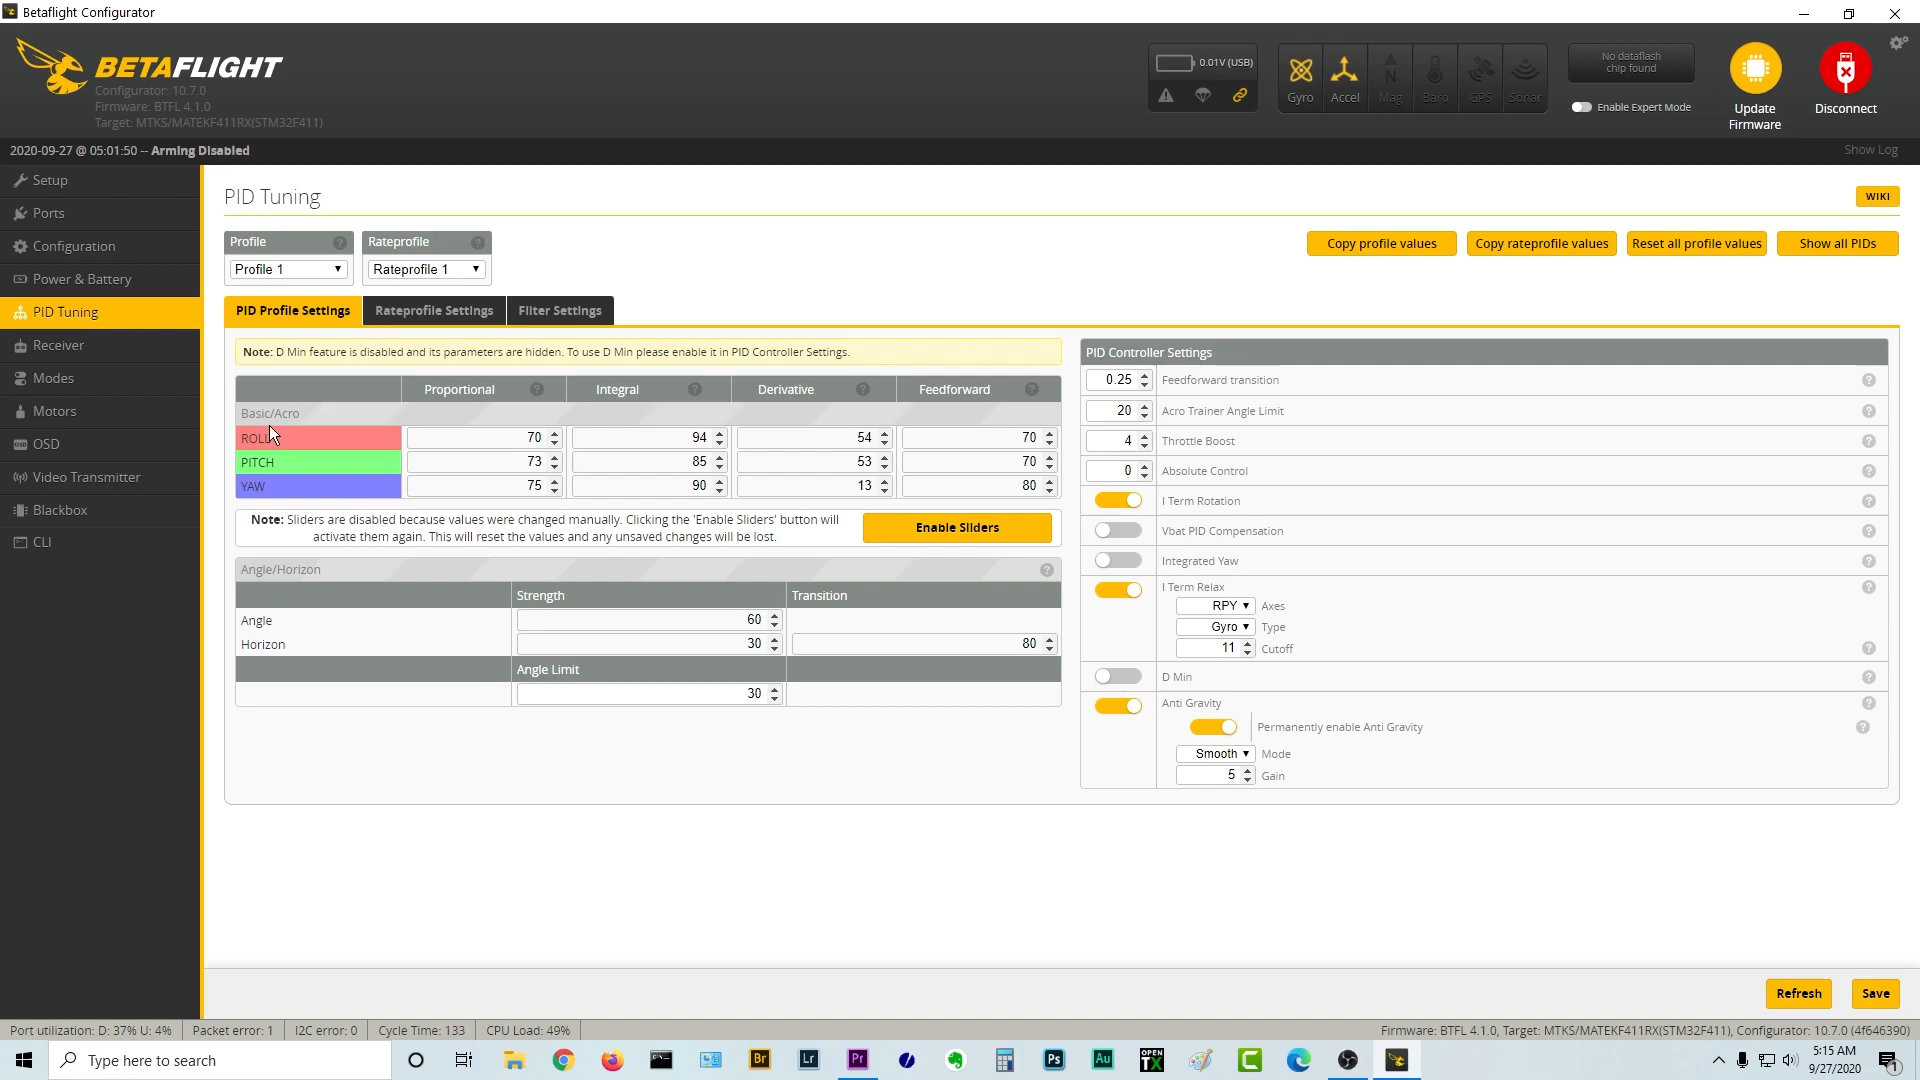 Betaflight Configurator
BETAFLIGHT
Configurator: 10.7.0
Firmware: BTFL 4.1.0
Target: MTKS/MATEKF411RX(STM32F411)
0.01V (USB)
Gyro Accel Mag Baro GPS Sonar
No dataflash
chip found
Enable Expert Mode
Update
Firmware
Disconnect
2020-09-27 @ 05:01:50 -- Arming Disabled
Show Log
Setup
Ports
Configuration
Power & Battery
PID Tuning
Receiver
Modes
Motors
OSD
Video Transmitter
Blackbox
CLI
PID Tuning
WIKI
Profile
Profile 1
Rateprofile
Rateprofile 1
Copy profile values
Copy rateprofile values
Reset all profile values
Show all PIDs
PID Profile Settings Rateprofile Settings Filter Settings
Note: D Min feature is disabled and its parameters are hidden. To use D Min please enable it in PID Controller Settings.
Proportional Integral Derivative Feedforward
Basic/Acro
ROLL 70 94 54 70
PITCH 73 85 53 70
YAW 75 90 13 80
Note: Sliders are disabled because values were changed manually. Clicking the 'Enable Sliders' button will
activate them again. This will reset the values and any unsaved changes will be lost.
Enable Sliders
Angle/Horizon
Strength Transition
Angle 60
Horizon 30 80
Angle Limit
30
PID Controller Settings
0.25 Feedforward transition
20 Acro Trainer Angle Limit
4 Throttle Boost
0 Absolute Control
I Term Rotation
Vbat PID Compensation
Integrated Yaw
I Term Relax
RPY Axes
Gyro Type
11 Cutoff
D Min
Anti Gravity
Permanently enable Anti Gravity
Smooth Mode
5 Gain
Refresh
Save
Port utilization: D: 37% U: 4% Packet error: 1 I2C error: 0 Cycle Time: 133 CPU Load: 49%
Firmware: BTFL 4.1.0, Target: MTKS/MATEKF411RX(STM32F411), Configurator: 10.7.0 (4f646390)
Type here to search
Br Lr Pr Ps Au OPEN TX
5:15 AM
9/27/2020
1